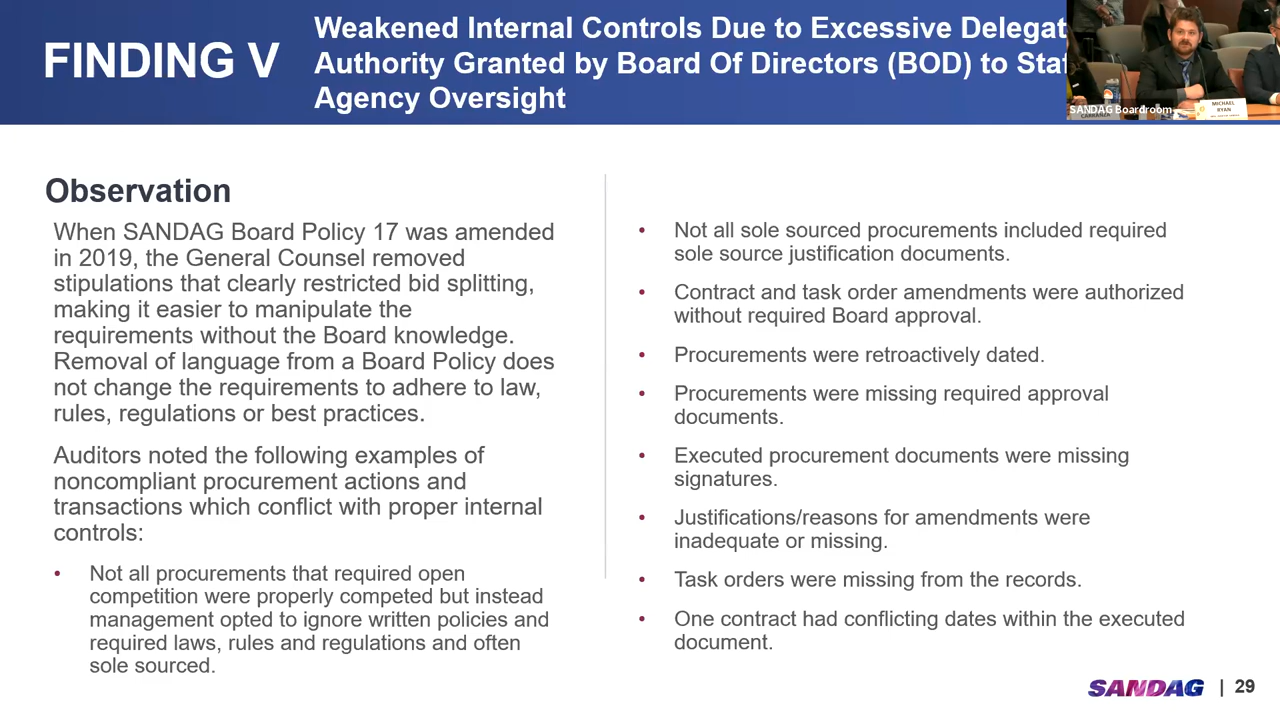 FINDING V
Weakened Internal Controls Due to Excessive Delegat
Authority Granted by Board Of Directors (BOD) to Sta
Agency Oversight
SANDAG Boardroom
CARRANZA
MICHAEL
RYAN
Observation
When SANDAG Board Policy 17 was amended
in 2019, the General Counsel removed
stipulations that clearly restricted bid splitting,
making it easier to manipulate the
requirements without the Board knowledge.
Removal of language from a Board Policy does
not change the requirements to adhere to law,
rules, regulations or best practices.
Auditors noted the following examples of
noncompliant procurement actions and
transactions which conflict with proper internal
controls:
• Not all procurements that required open
competition were properly competed but instead
management opted to ignore written policies and
required laws, rules and regulations and often
sole sourced.
• Not all sole sourced procurements included required
sole source justification documents.
• Contract and task order amendments were authorized
without required Board approval.
• Procurements were retroactively dated.
• Procurements were missing required approval
documents.
• Executed procurement documents were missing
signatures.
• Justifications/reasons for amendments were
inadequate or missing.
• Task orders were missing from the records.
• One contract had conflicting dates within the executed
document.
SANDAG | 29